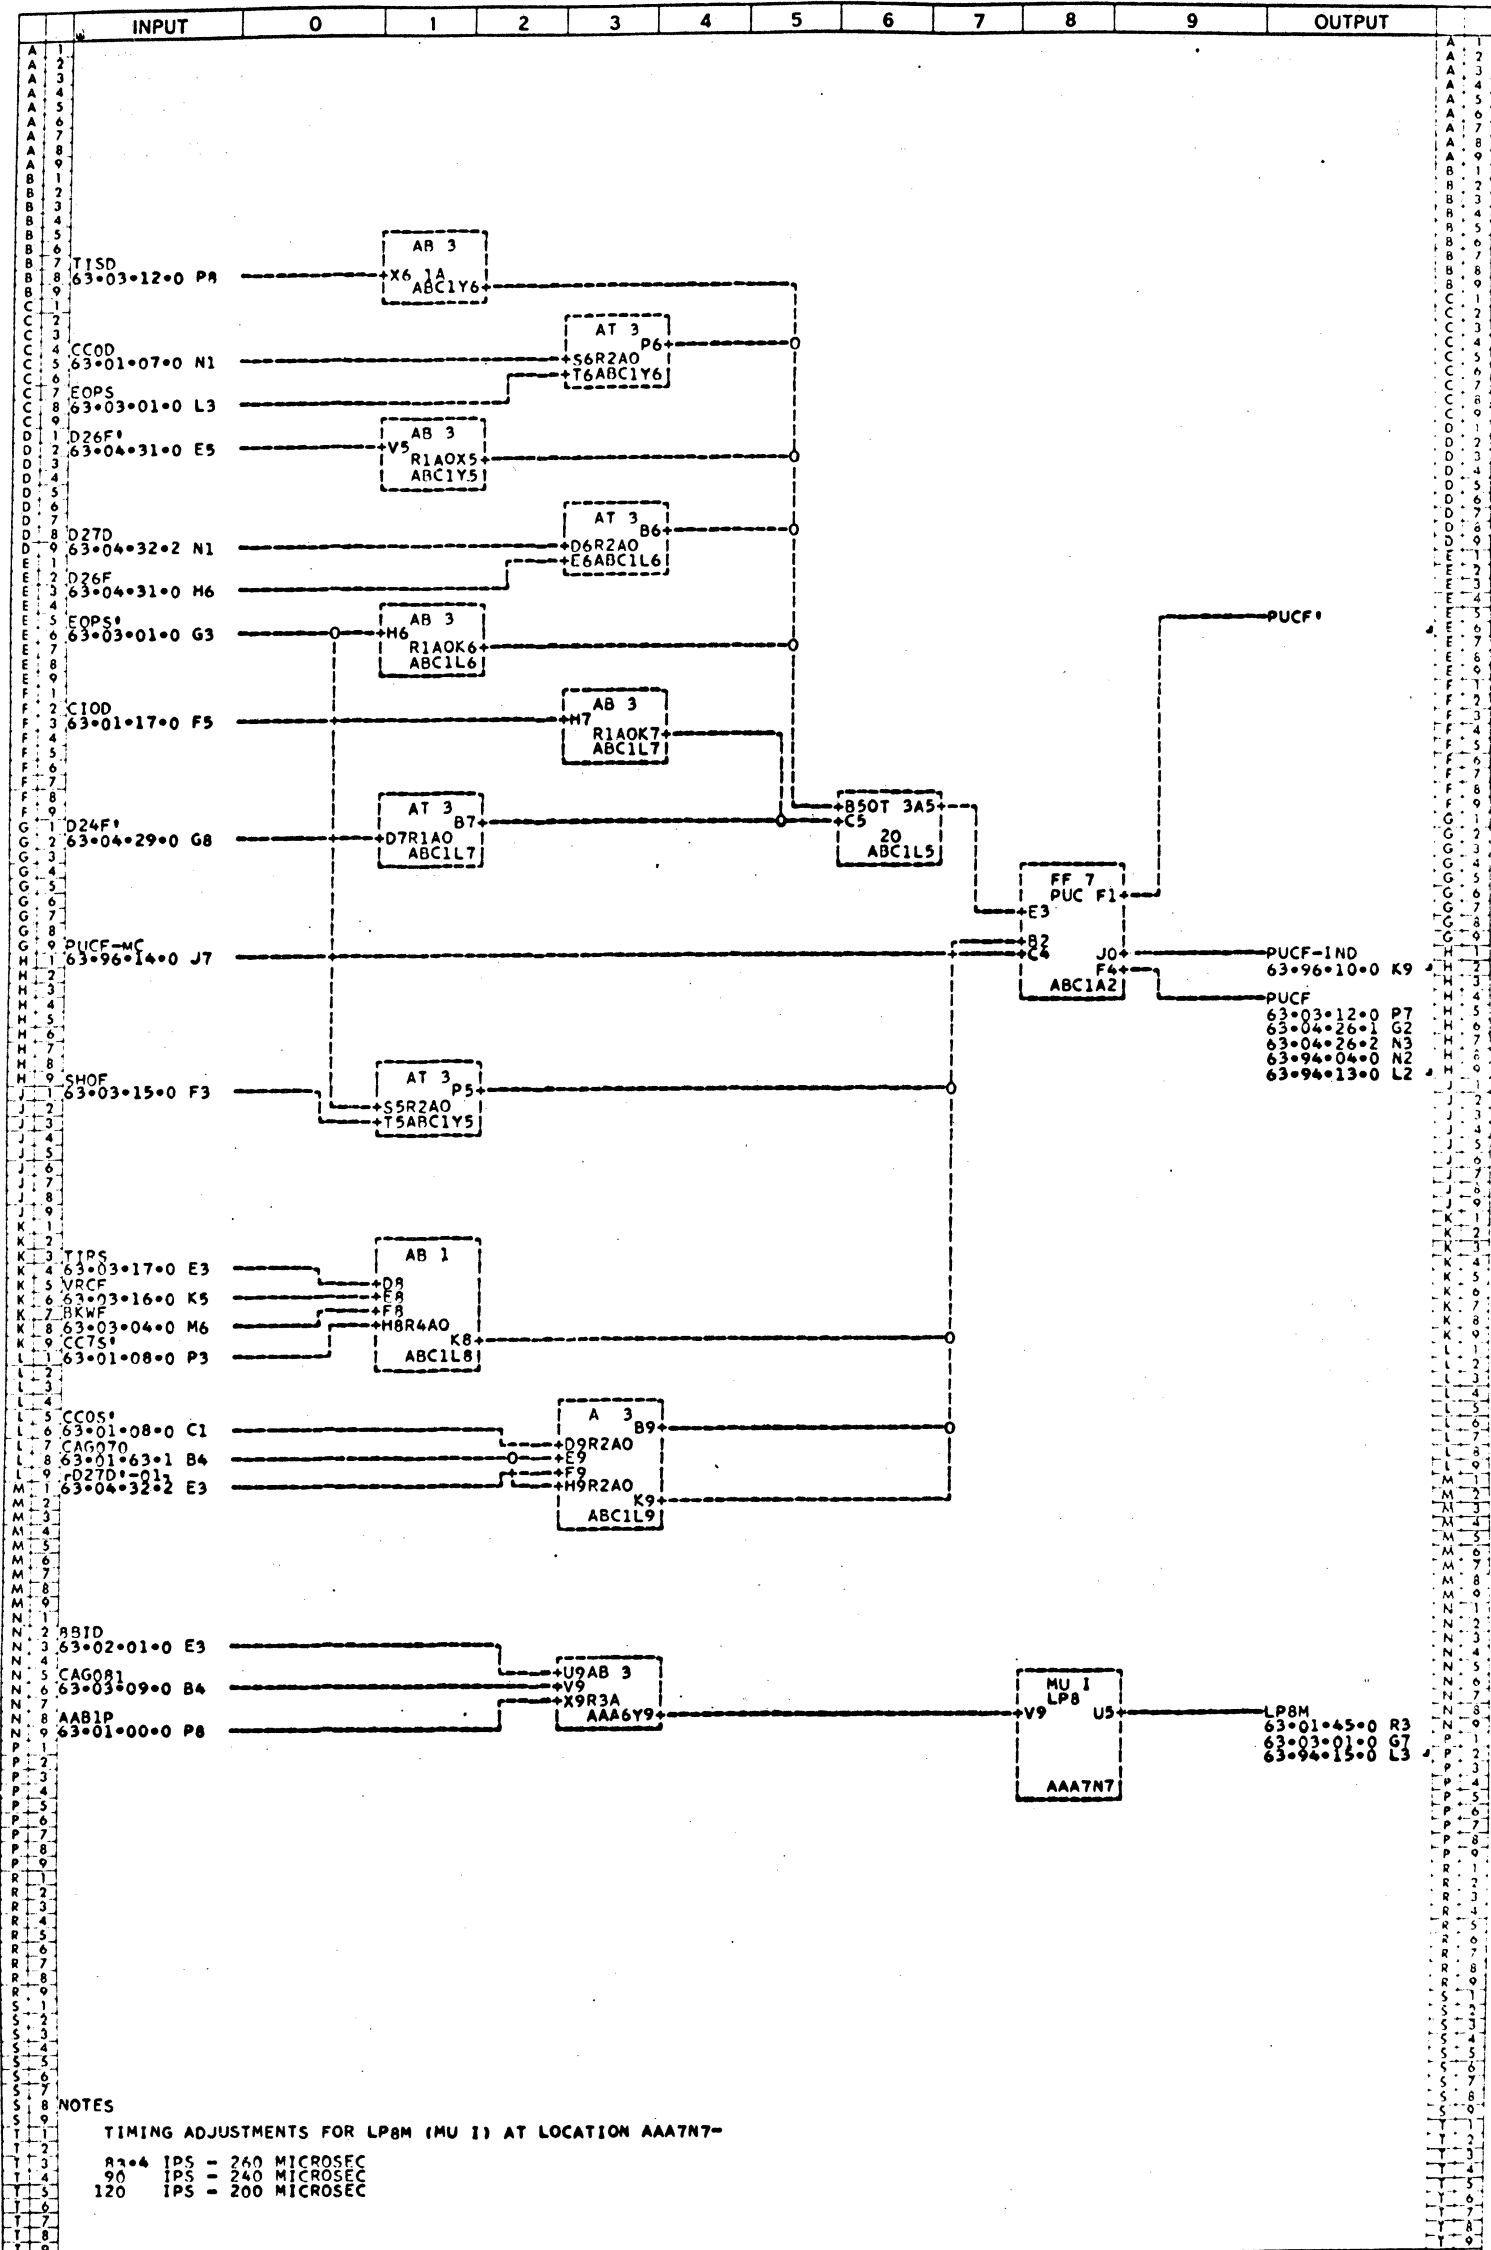 INPUT 0 1 2 3 4 5 6 7 8 9 OUTPUT
AB 3
TISD
63•03•12•0 P8
X6 1A
ABC1Y6
AT 3
P6
CCOD
63•01•07•0 N1
S6R2AO
T6ABC1Y6
EOPS
63•03•01•0 L3
AB 3
D26F'
63•04•31•0 E5
V5
R1AOX5
ABC1Y5
AT 3
B6
D27D
63•04•32•2 N1
D6R2AO
E6ABC1L6
D26F
63•04•31•0 H6
AB 3
EOPS'
63•03•01•0 G3
H6
R1AOK6
ABC1L6
PUCF'
CIOD
63•01•17•0 F5
AB 3
H7
R1AOK7
ABC1L7
AT 3
B7
D24F'
63•04•29•0 G8
D7R1AO
ABC1L7
B5OT 3A5
C5
2O
ABC1L5
FF 7
PUC F1
E3
B2
C4
J0
F4
ABC1A2
PUCF-MC
63•96•14•0 J7
PUCF-IND
63•96•10•0 K9
PUCF
63•03•12•0 P7
63•04•26•1 G2
63•04•26•2 N3
63•94•04•0 N2
63•94•13•0 L2
SHOF
63•03•15•0 F3
AT 3
P5
S5R2AO
T5ABC1Y5
AB 1
TIRS
63•03•17•0 E3
VRCF
63•03•16•0 K5
BKWF
63•03•04•0 M6
CC7S'
63•01•08•0 P3
D8
E8
F8
H8R4AO
K8
ABC1L8
A 3
B9
CCOS'
63•01•08•0 C1
CAG070
63•01•63•1 B4
D27D'-01
63•04•32•2 E3
D9R2AO
E9
F9
H9R2AO
K9
ABC1L9
BBID
63•02•01•0 E3
CAG081
63•03•09•0 B4
AAB1P
63•01•00•0 P8
U9AB 3
V9
X9R3A
AAA6Y9
MU I
LP8
V9 U5
AAA7N7
LP8M
63•01•45•0 R3
63•03•01•0 G7
63•94•15•0 L3
NOTES
TIMING ADJUSTMENTS FOR LP8M (MU I) AT LOCATION AAA7N7-
83•4 IPS - 260 MICROSEC
90 IPS - 240 MICROSEC
120 IPS - 200 MICROSEC